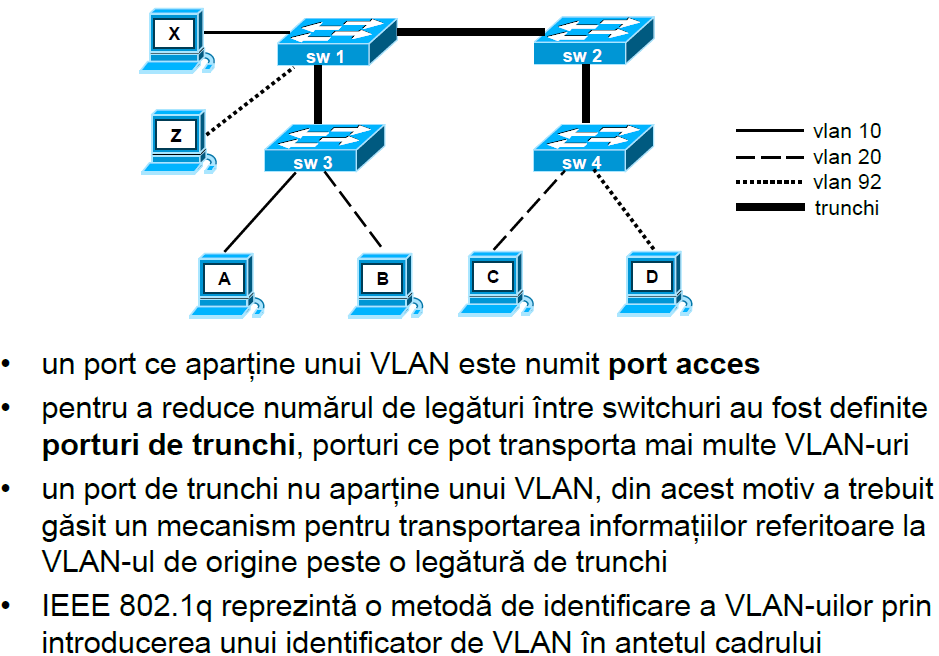 X
sw 1
sw 2
Z
sw 3
sw 4
vlan 10
vlan 20
vlan 92
trunchi
A
B
C
D
• un port ce aparține unui VLAN este numit port acces
• pentru a reduce numărul de legături între switchuri au fost definite
porturi de trunchi, porturi ce pot transporta mai multe VLAN-uri
• un port de trunchi nu aparține unui VLAN, din acest motiv a trebuit
găsit un mecanism pentru transportarea informațiilor referitoare la
VLAN-ul de origine peste o legătură de trunchi
• IEEE 802.1q reprezintă o metodă de identificare a VLAN-uilor prin
introducerea unui identificator de VLAN în antetul cadrului